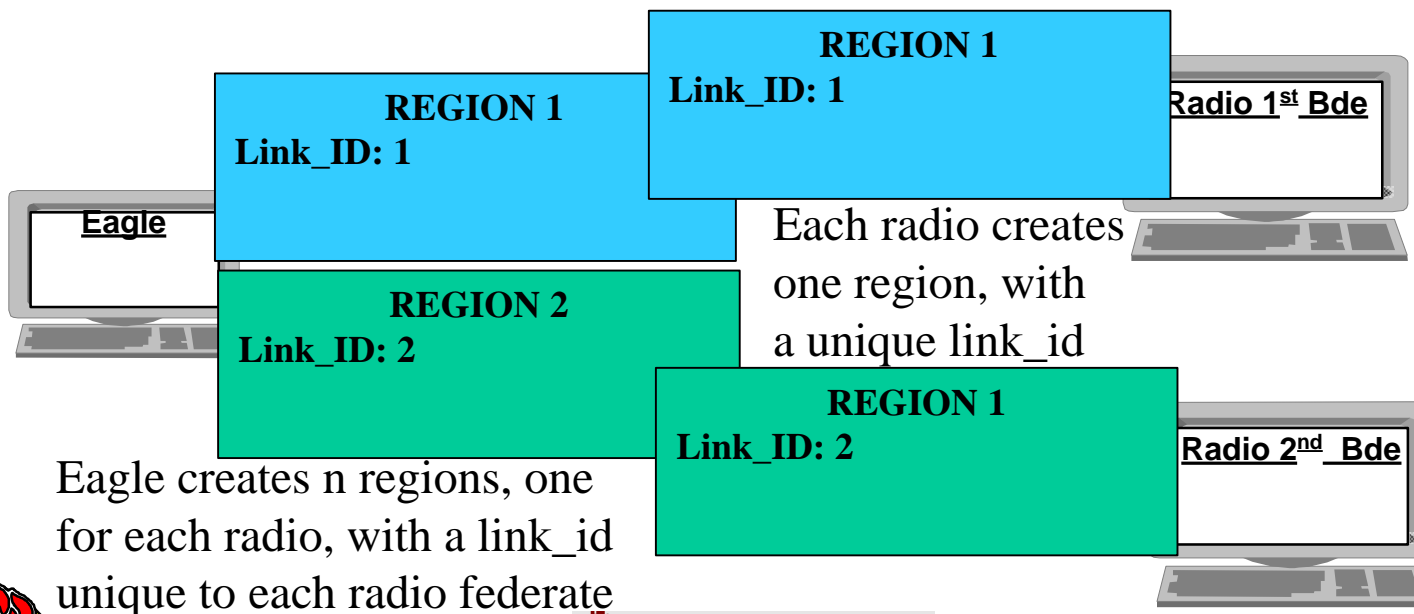 REGION 1
Link_ID: 1
Radio 1st Bde
REGION 1
Link_ID: 1
Eagle
Each radio creates
one region, with
a unique link_id
REGION 2
Link_ID: 2
REGION 1
Link_ID: 2
Radio 2nd Bde
Eagle creates n regions, one
for each radio, with a link_id
unique to each radio federate